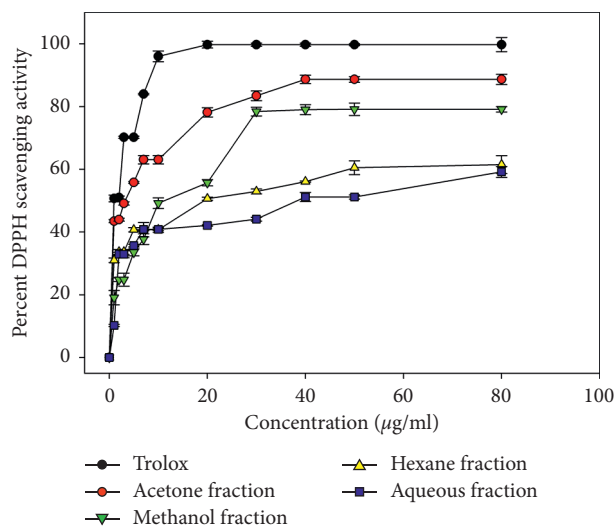 Percent DPPH scavenging activity
100
80
60
40
20
0
0 20 40 60 80 100
Concentration (µg/ml)
Trolox
Acetone fraction
Methanol fraction
Hexane fraction
Aqueous fraction